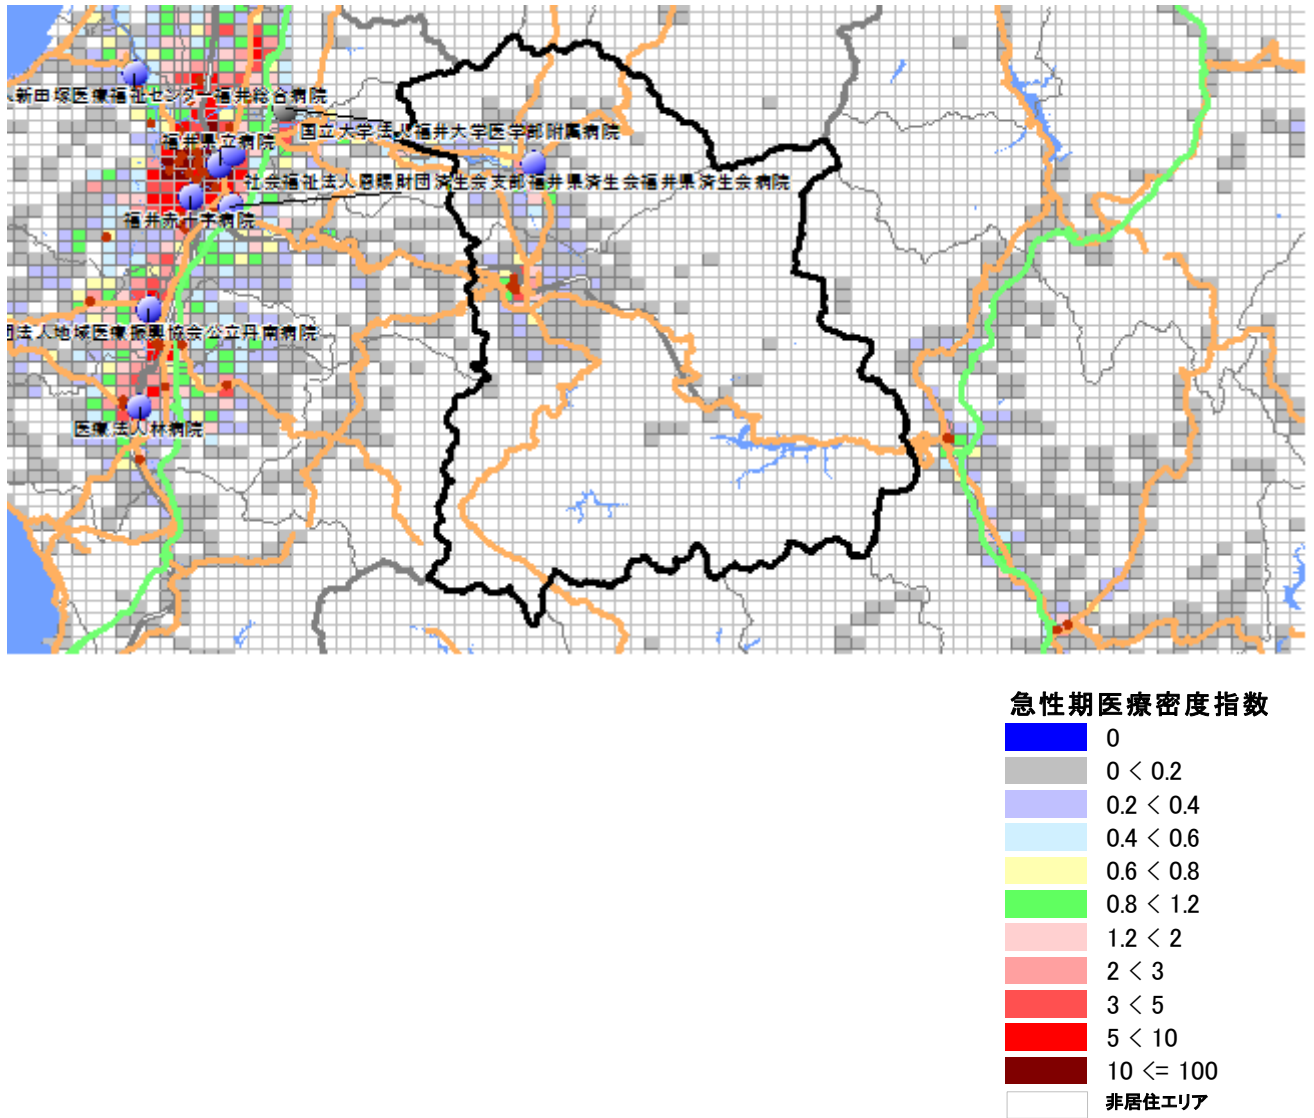 新田塚医療福祉センター福井総合病院
国立大学法人福井大学医学部附属病院
福井県立病院
社会福祉法人恩賜財団済生会支部福井県済生会福井県済生会病院
福井赤十字病院
法人地域医療振興協会公立丹南病院
医療法人林病院
急性期医療密度指数
0
0 < 0.2
0.2 < 0.4
0.4 < 0.6
0.6 < 0.8
0.8 < 1.2
1.2 < 2
2 < 3
3 < 5
5 < 10
10 <= 100
非居住エリア